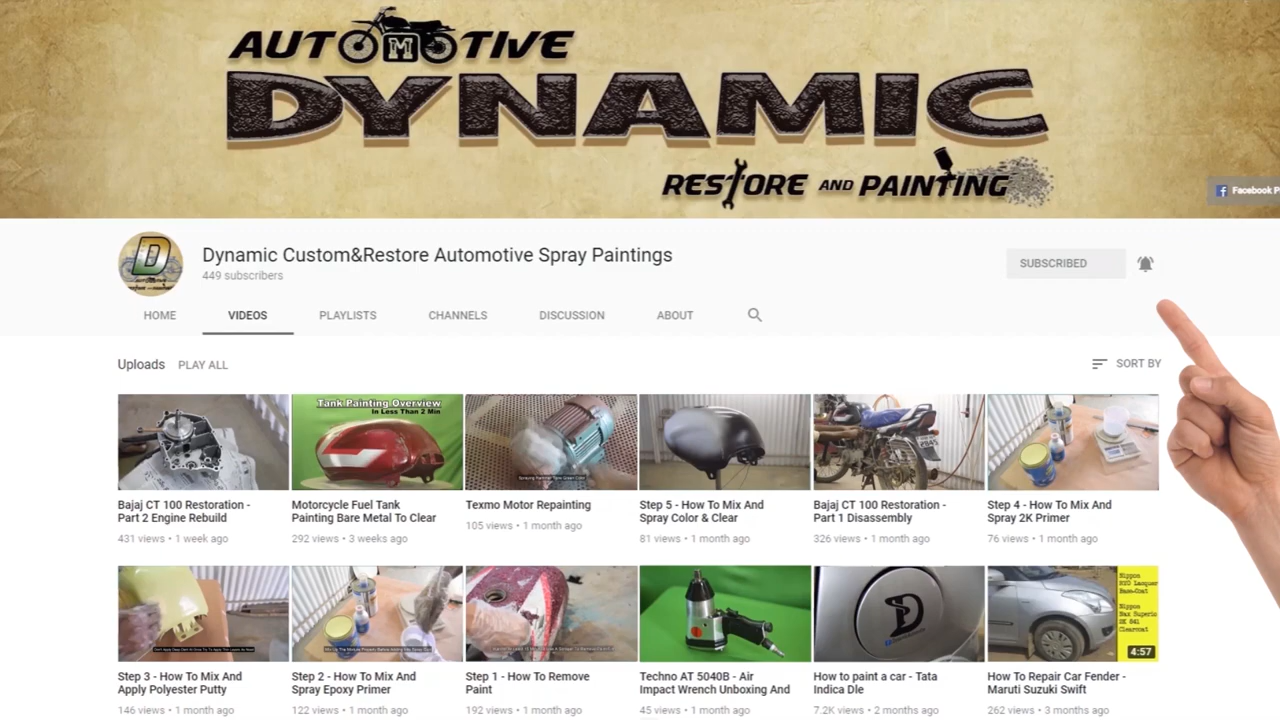 AUTOMOTIVE
DYNAMIC
RESTORE AND PAINTING
Facebook P
Dynamic Custom&Restore Automotive Spray Paintings
449 subscribers
SUBSCRIBED
HOME VIDEOS PLAYLISTS CHANNELS DISCUSSION ABOUT
Uploads PLAY ALL
SORT BY
Tank Painting Overview
In Less Than 2 Min
Bajaj CT 100 Restoration -
Part 2 Engine Rebuild
431 views • 1 week ago
Motorcycle Fuel Tank
Painting Bare Metal To Clear
292 views • 3 weeks ago
Texmo Motor Repainting
105 views • 1 month ago
Step 5 - How To Mix And
Spray Color & Clear
81 views • 1 month ago
Bajaj CT 100 Restoration -
Part 1 Disassembly
326 views • 1 month ago
Step 4 - How To Mix And
Spray 2K Primer
76 views • 1 month ago
Nippon
H2O Lacquer
Base-Coat
Nippon
Nax Superio
Clearcoat
4:57
Step 3 - How To Mix And
Apply Polyester Putty
146 views • 1 month ago
Step 2 - How To Mix And
Spray Epoxy Primer
122 views • 1 month ago
Step 1 - How To Remove
Paint
192 views • 1 month ago
Techno AT 5040B - Air
Impact Wrench Unboxing And
45 views • 1 month ago
How to paint a car - Tata
Indica Dle
7.2K views • 2 months ago
How To Repair Car Fender -
Maruti Suzuki Swift
262 views • 3 months ago